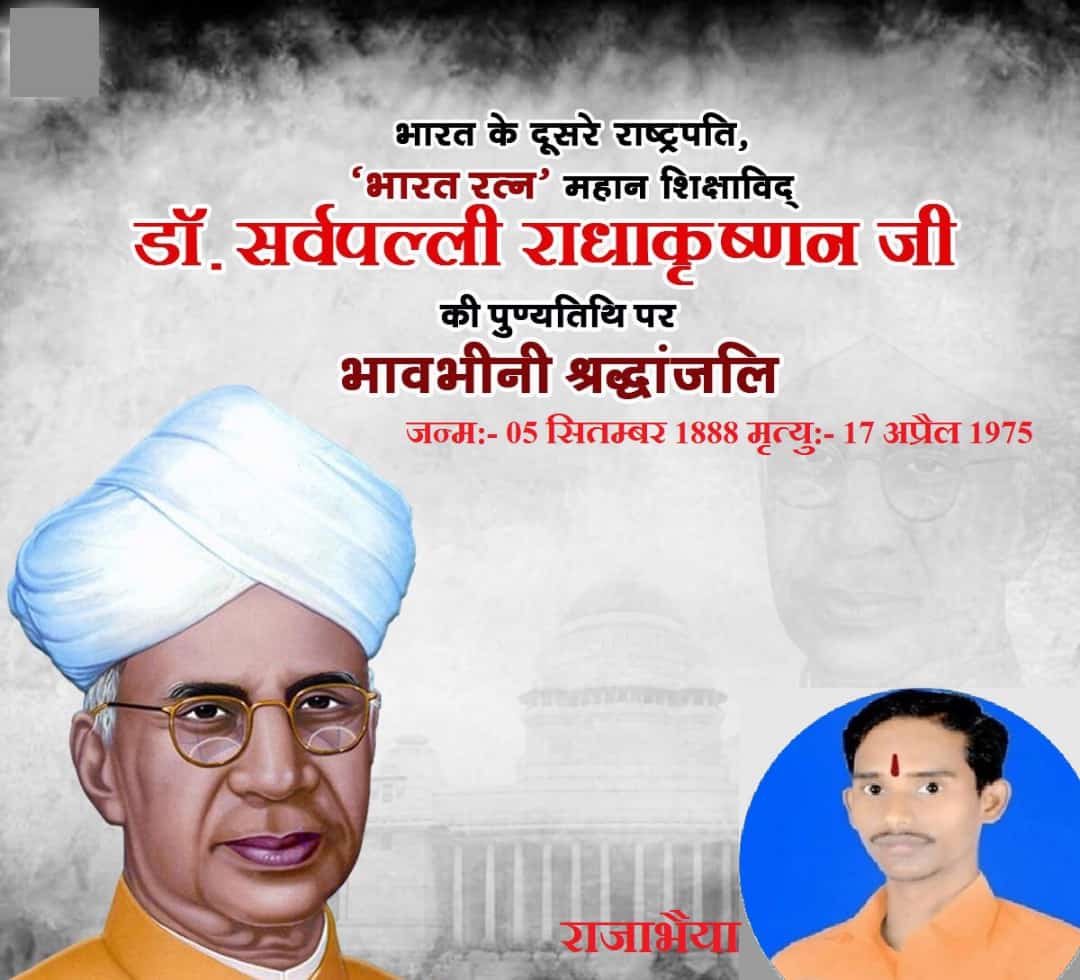 भारत के दूसरे राष्ट्रपति,
‘भारत रत्न’ महान शिक्षाविद्
डॉ. सर्वपल्ली राधाकृष्णन जी
की पुण्यतिथि पर
भावभीनी श्रद्धांजलि
जन्म:- 05 सितम्बर 1888 मृत्यु:- 17 अप्रैल 1975
राजाभैया